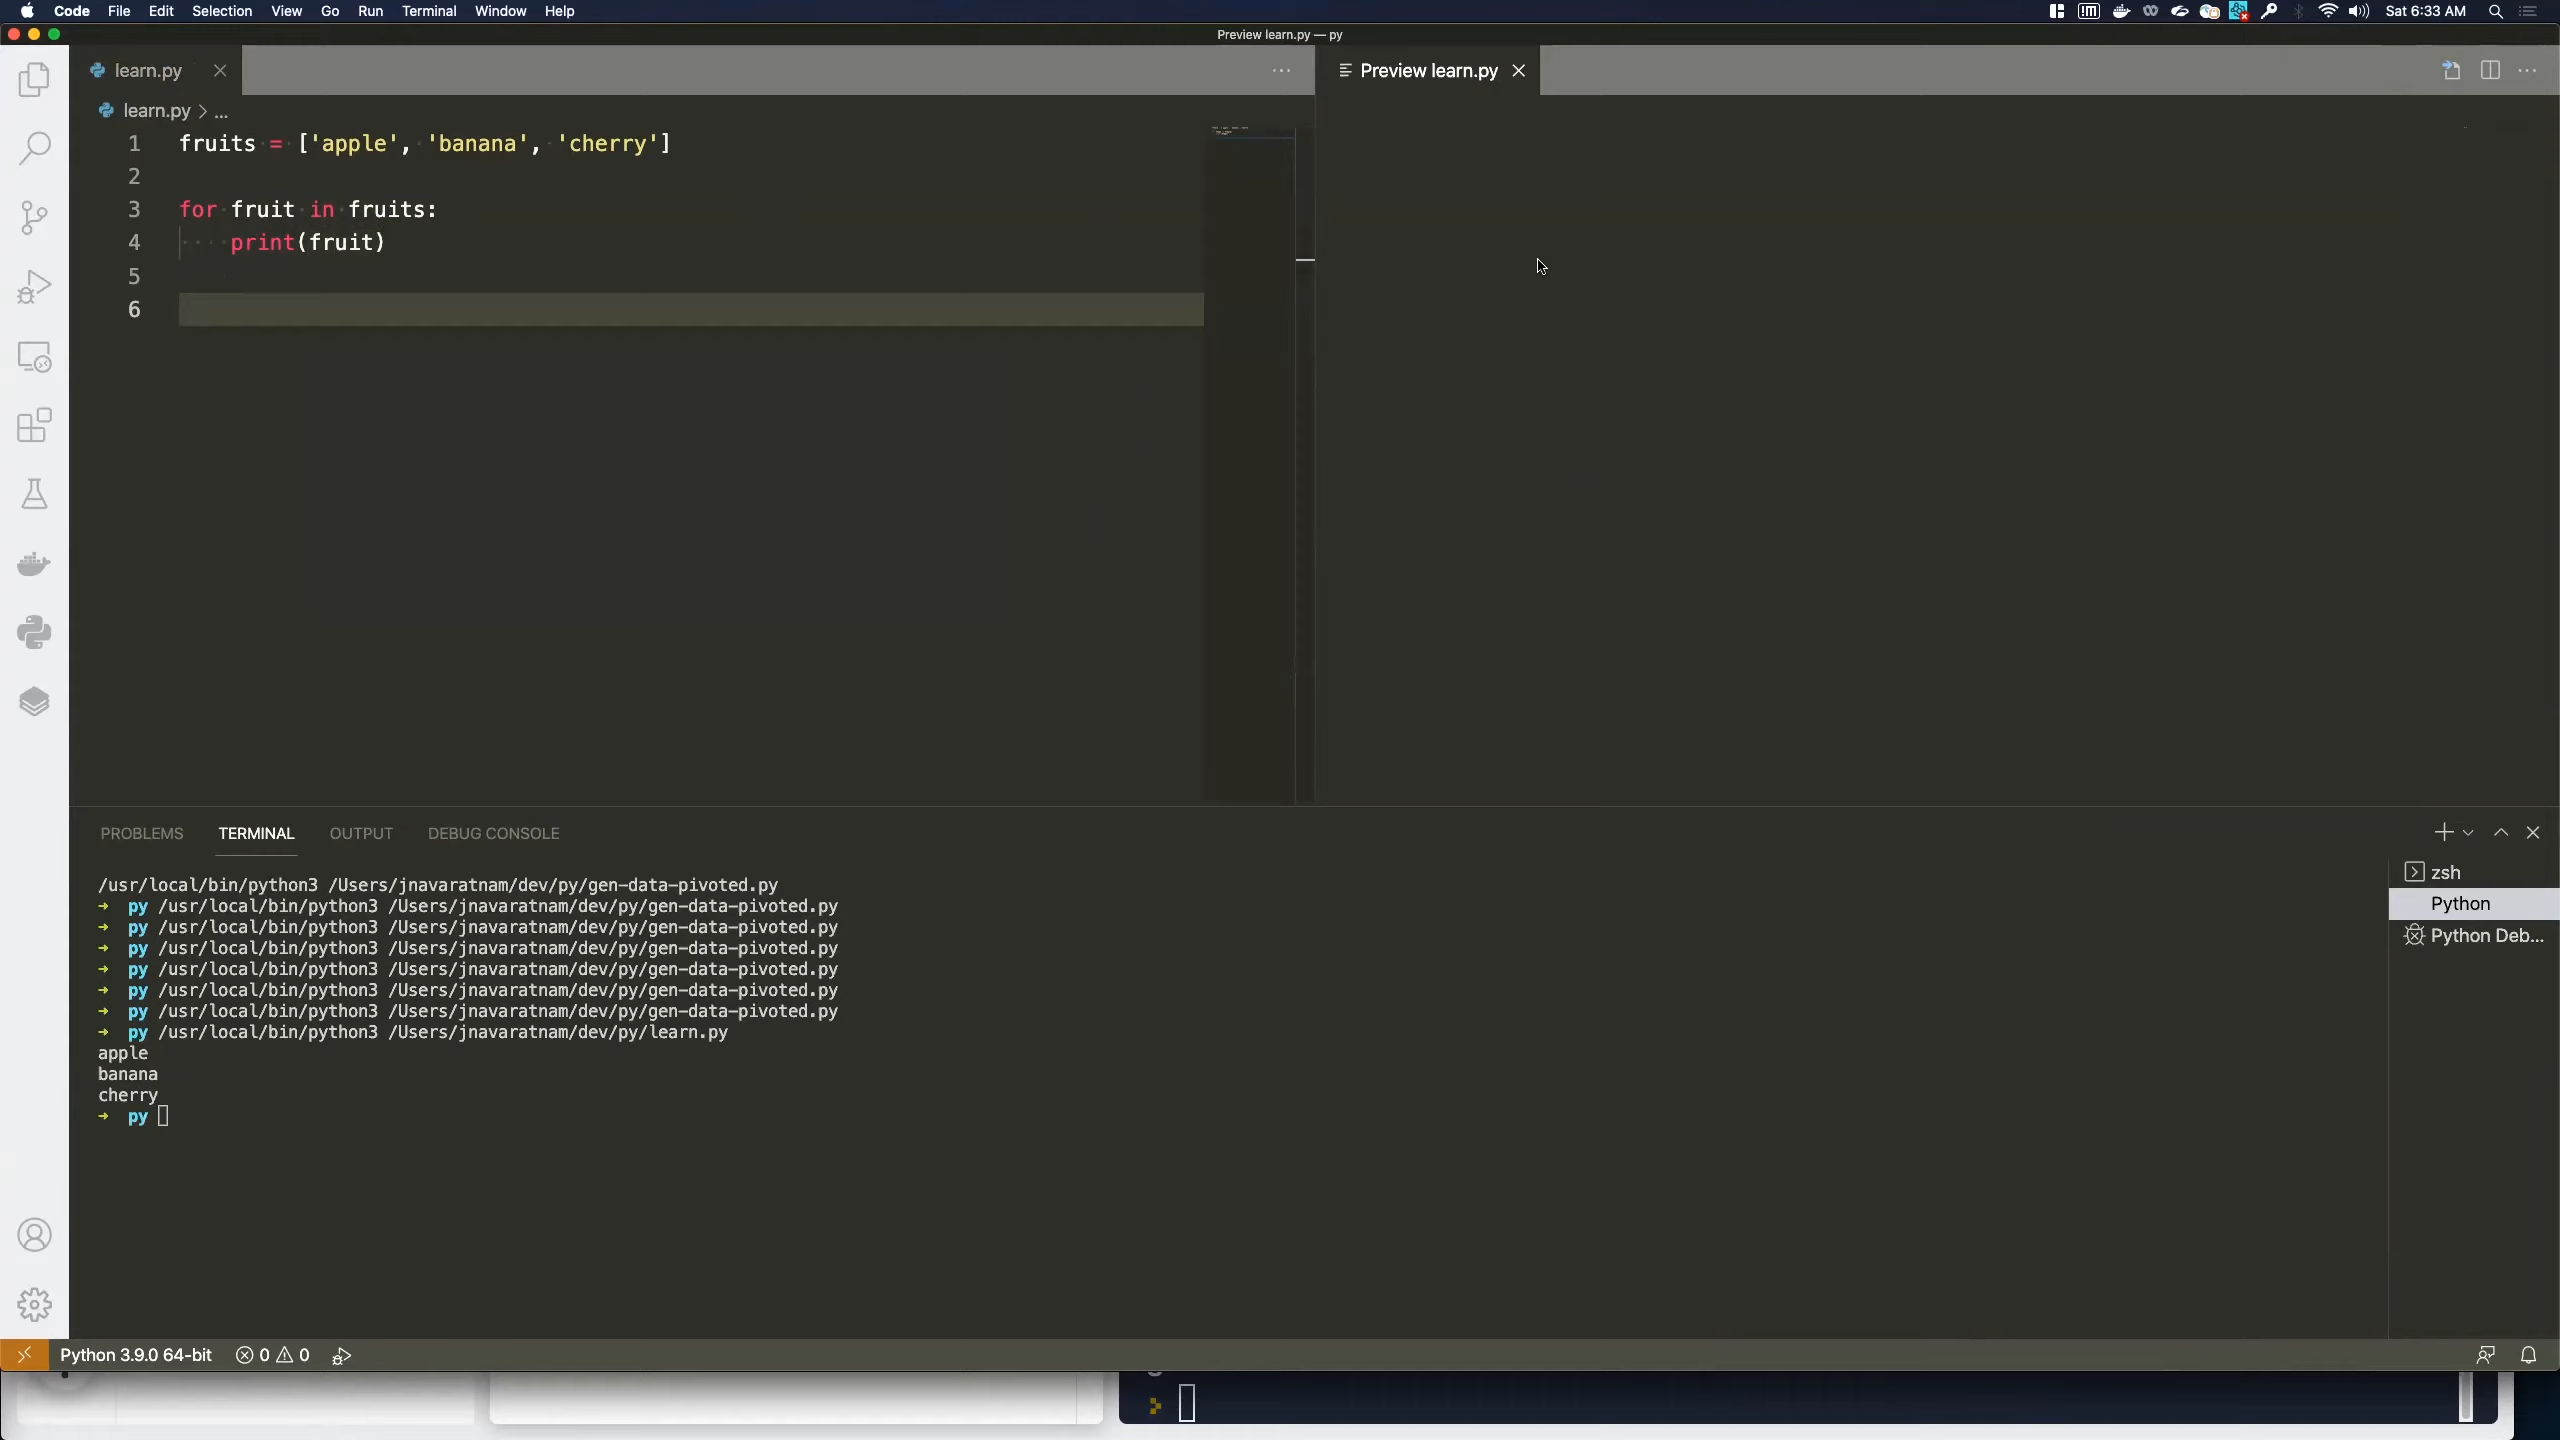 Code File Edit Selection View Go Run Terminal Window Help
Sat 6:33 AM
Preview learn.py — py
learn.py
Preview learn.py
learn.py > ...
1 fruits = ['apple', 'banana', 'cherry']
2
3 for fruit in fruits:
4 print(fruit)
5
6
PROBLEMS TERMINAL OUTPUT DEBUG CONSOLE
/usr/local/bin/python3 /Users/jnavaratnam/dev/py/gen-data-pivoted.py
→ py /usr/local/bin/python3 /Users/jnavaratnam/dev/py/gen-data-pivoted.py
→ py /usr/local/bin/python3 /Users/jnavaratnam/dev/py/gen-data-pivoted.py
→ py /usr/local/bin/python3 /Users/jnavaratnam/dev/py/gen-data-pivoted.py
→ py /usr/local/bin/python3 /Users/jnavaratnam/dev/py/gen-data-pivoted.py
→ py /usr/local/bin/python3 /Users/jnavaratnam/dev/py/gen-data-pivoted.py
→ py /usr/local/bin/python3 /Users/jnavaratnam/dev/py/gen-data-pivoted.py
→ py /usr/local/bin/python3 /Users/jnavaratnam/dev/py/learn.py
apple
banana
cherry
→ py
zsh
Python
Python Deb...
Python 3.9.0 64-bit 0 0